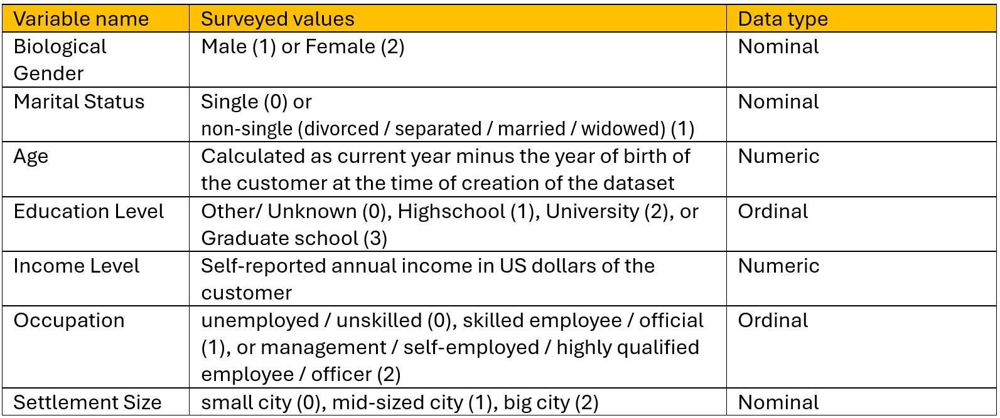 Variable name Surveyed values Data type
Biological Male (1) or Female (2) Nominal
Gender
Marital Status Single (0) or Nominal
non-single (divorced / separated / married / widowed) (1)
Age Calculated as current year minus the year of birth of Numeric
the customer at the time of creation of the dataset
Education Level Other/ Unknown (0), Highschool (1), University (2), or Ordinal
Graduate school (3)
Income Level Self-reported annual income in US dollars of the Numeric
customer
Occupation unemployed / unskilled (0), skilled employee / official Ordinal
(1), or management / self-employed / highly qualified
employee / officer (2)
Settlement Size small city (0), mid-sized city (1), big city (2) Nominal